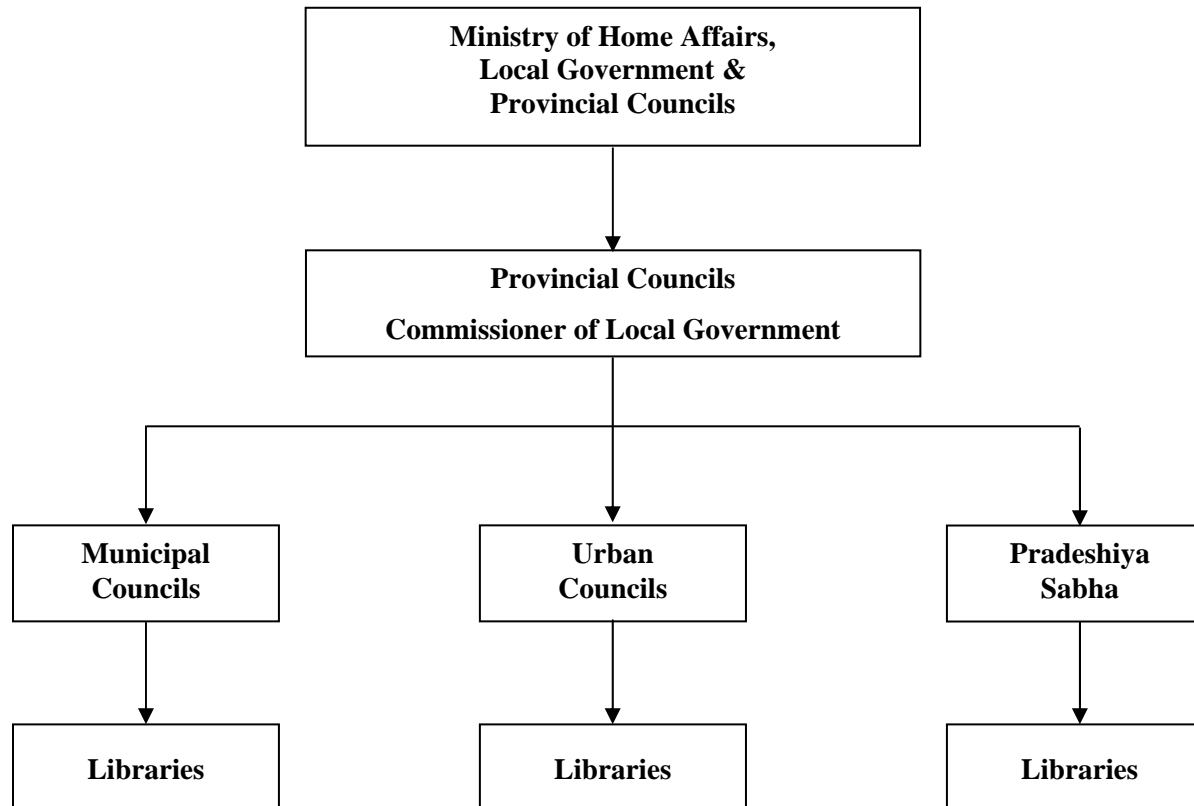 Ministry of Home Affairs,
Local Government &
Provincial Councils
Provincial Councils
Commissioner of Local Government
Municipal
Councils
Urban
Councils
Pradeshiya
Sabha
Libraries
Libraries
Libraries